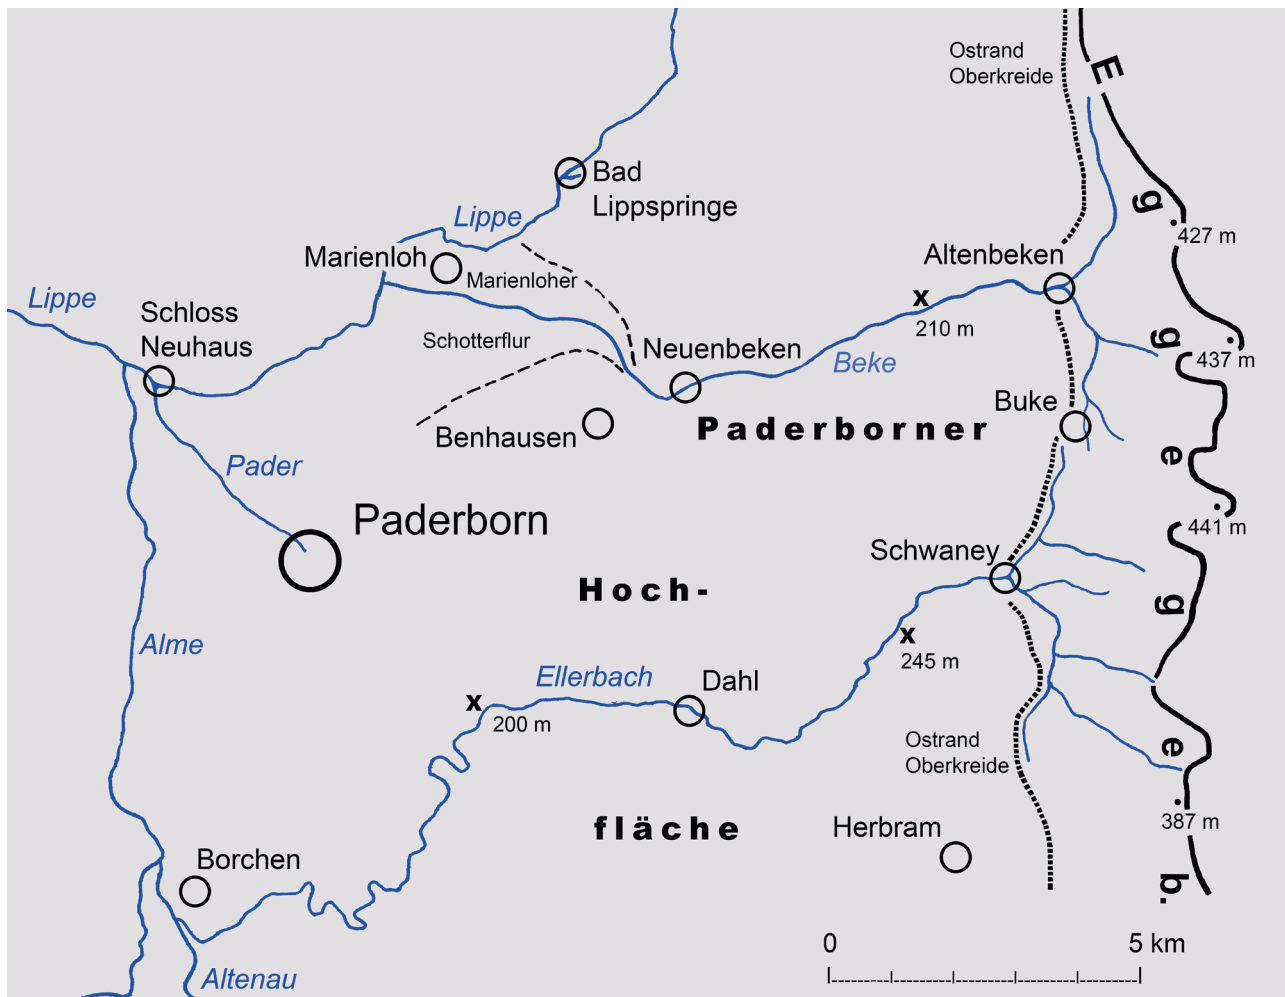 Ostrand
Oberkreide
E
g
g
e
g
e
b.
Bad
Lippspringe
Lippe
427 m
Marienloh
Altenbeken
Marienloher
Lippe
Schloss
Neuhaus
x
210 m
Schotterflur
Neuenbeken
Beke
437 m
Buke
Benhausen
Paderborner
Pader
Paderborn
441 m
Schwaney
Hoch-
x
245 m
Alme
Ellerbach
Dahl
x
200 m
Ostrand
Oberkreide
387 m
fläche
Herbram
Borchen
0
5 km
Altenau